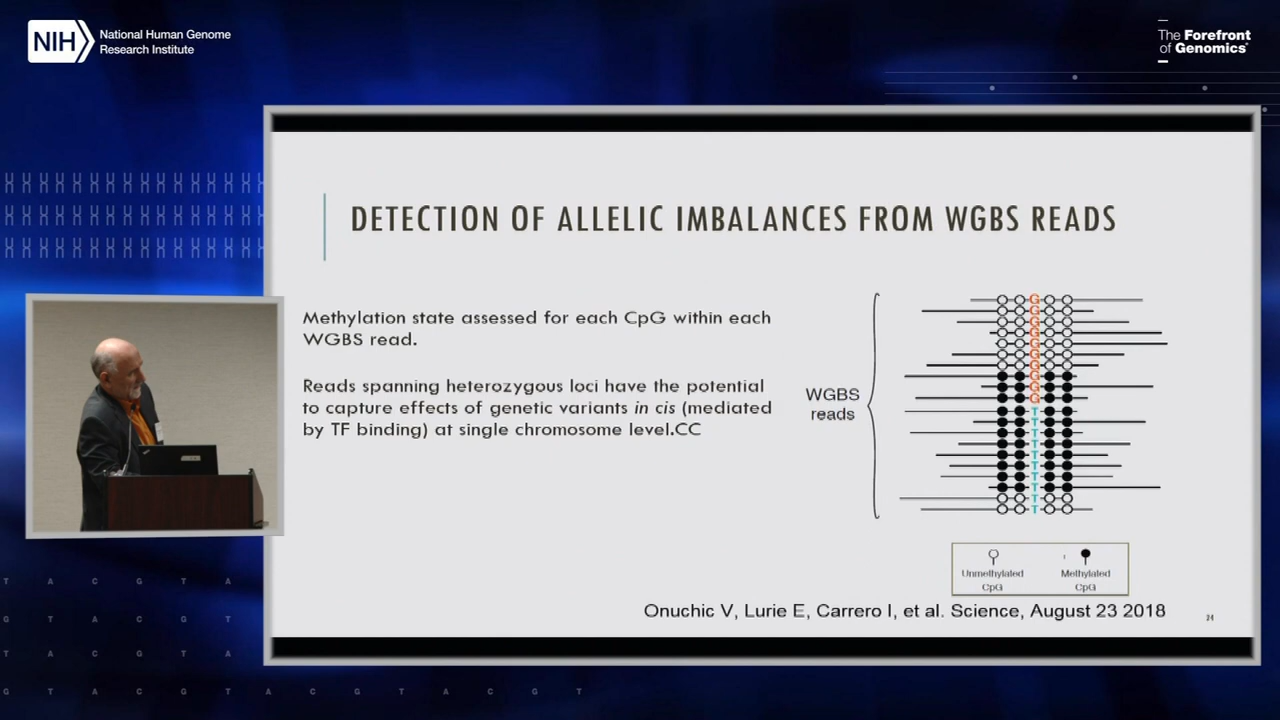 NIH
National Human Genome
Research Institute
The Forefront
of Genomics®
DETECTION OF ALLELIC IMBALANCES FROM WGBS READS
Methylation state assessed for each CpG within each
WGBS read.
Reads spanning heterozygous loci have the potential
to capture effects of genetic variants in cis (mediated
by TF binding) at single chromosome level.CC
WGBS
reads
G
G
G
G
G
G
G
G
G
G
T
T
T
T
T
T
T
T
T
T
Unmethylated
CpG
Methylated
CpG
Onuchic V, Lurie E, Carrero I, et al. Science, August 23 2018
T A C G T A
G T A C G T
T A C G T A
G T A C G T A C G T A C G T